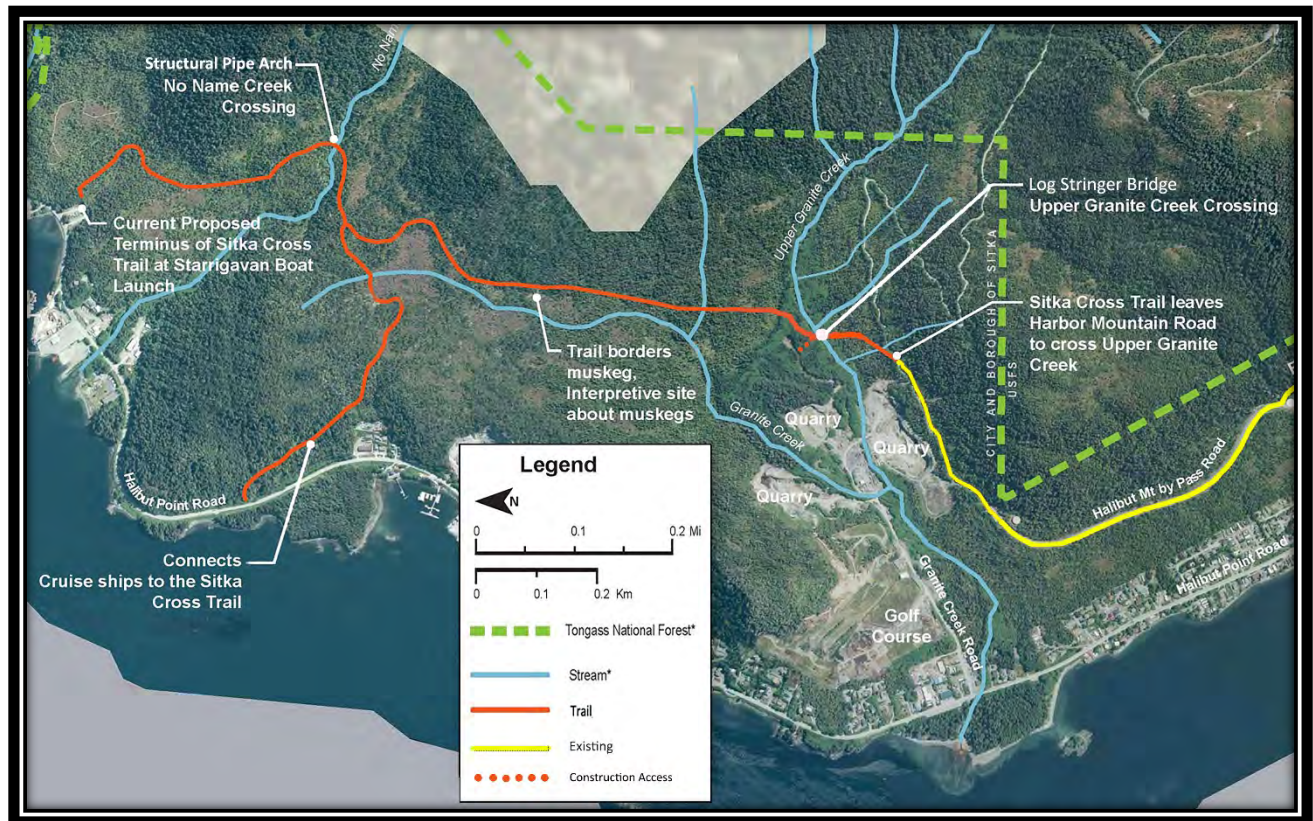 Structural Pipe Arch
No Name Creek
Crossing
Current Proposed
Terminus of Sitka Cross
Trail at Starrigavan Boat
Launch
Upper Granite Creek
Log Stringer Bridge
Upper Granite Creek Crossing
CITY AND BOROUGH OF SITKA
USFS
Sitka Cross Trail leaves
Harbor Mountain Road
to cross Upper Granite
Creek
Trail borders
muskeg,
Interpretive site
about muskegs
Granite Creek
Quarry
Quarry
Quarry
Halibut Point Road
Connects
Cruise ships to the Sitka
Cross Trail
Golf
Course
Granite Creek Road
Halibut Mt by Pass Road
Halibut Point Road
Legend
N
0 0.1 0.2 Mi
0 0.1 0.2 Km
Tongass National Forest*
Stream*
Trail
Existing
Construction Access